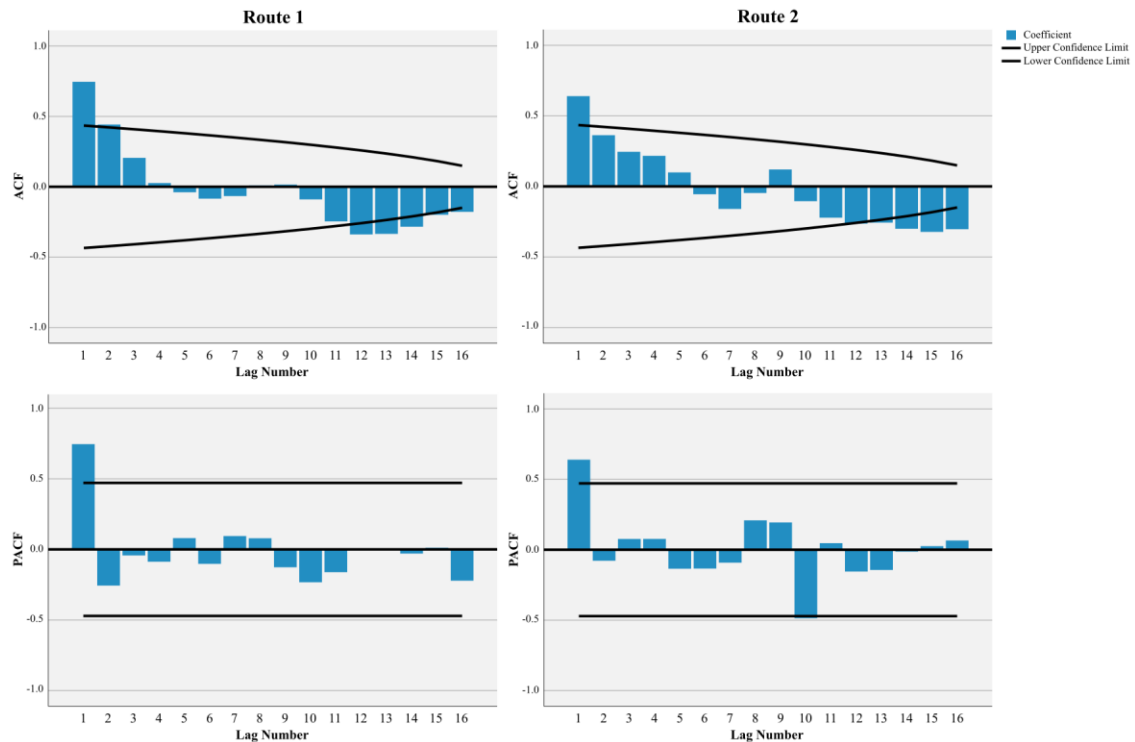 Route 1
Route 2
Coefficient
Upper Confidence Limit
Lower Confidence Limit
ACF
1.0
0.5
0.0
-0.5
-1.0
1 2 3 4 5 6 7 8 9 10 11 12 13 14 15 16
Lag Number
ACF
1.0
0.5
0.0
-0.5
-1.0
1 2 3 4 5 6 7 8 9 10 11 12 13 14 15 16
Lag Number
PACF
1.0
0.5
0.0
-0.5
-1.0
1 2 3 4 5 6 7 8 9 10 11 12 13 14 15 16
Lag Number
PACF
1.0
0.5
0.0
-0.5
-1.0
1 2 3 4 5 6 7 8 9 10 11 12 13 14 15 16
Lag Number